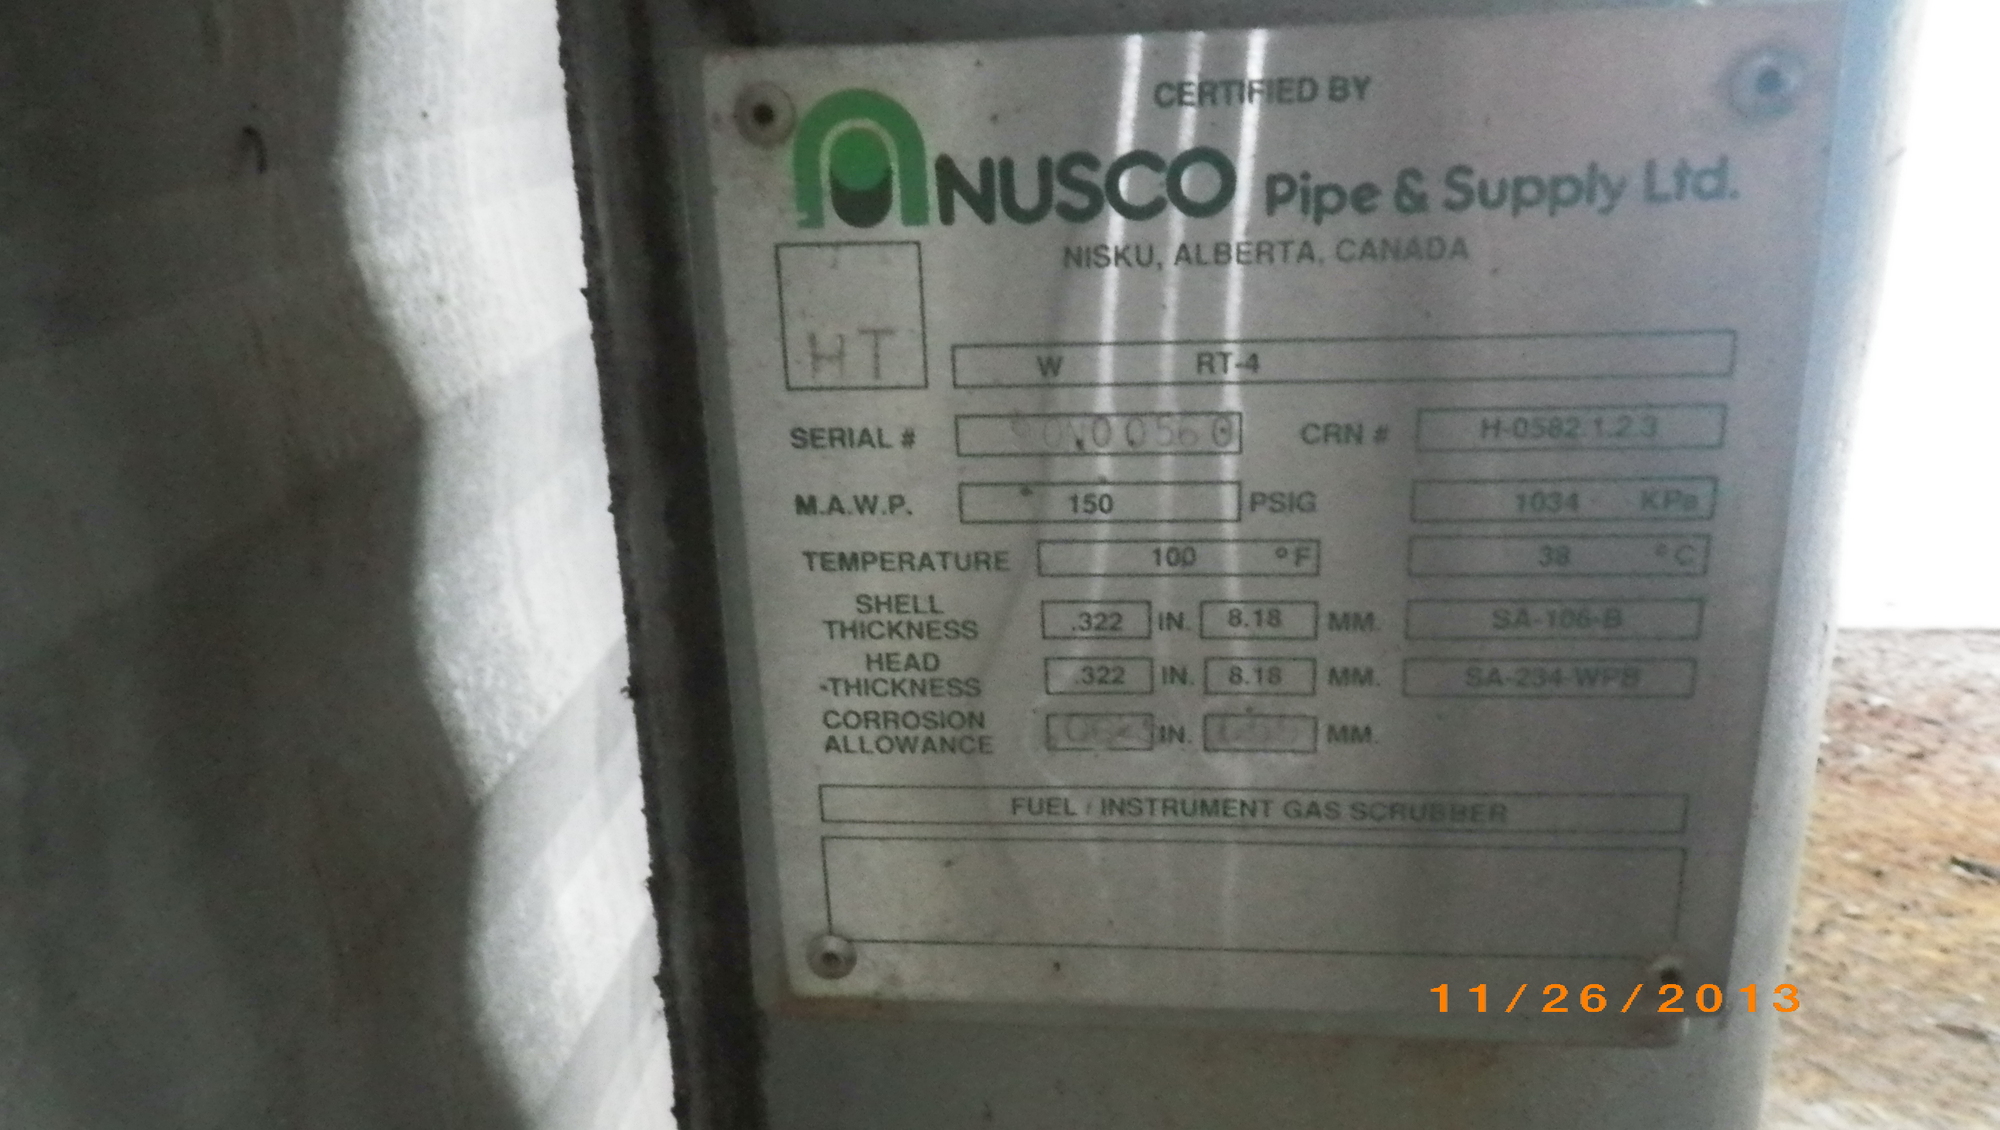 CERTIFIED BY
NUSCO Pipe & Supply Ltd.
NISKU, ALBERTA, CANADA
HT
W RT-4
SERIAL # CRN # H-0582.1.2.3
M.A.W.P. 150 PSIG 1034 KPa
TEMPERATURE 100 °F 38 °C
SHELL THICKNESS .322 IN. 8.18 MM. SA-106-B
HEAD THICKNESS .322 IN. 8.18 MM. SA-234-WPB
CORROSION ALLOWANCE IN. MM.
FUEL / INSTRUMENT GAS SCRUBBER
11/26/2013